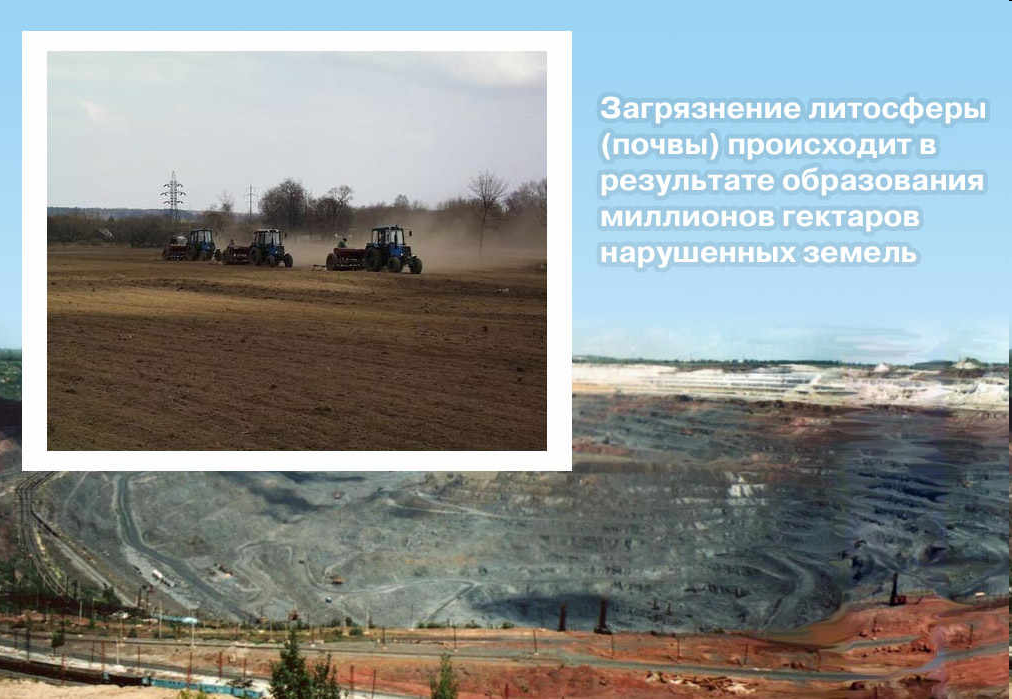 Загрязнение литосферы
(почвы) происходит в
результате образования
миллионов гектаров
нарушенных земель